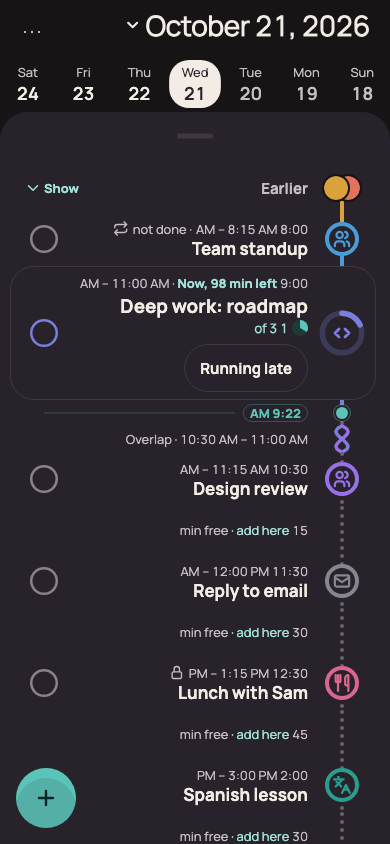 ...
October 21, 2026
Sat Fri Thu Wed Tue Mon Sun
24 23 22 21 20 19 18
Show Earlier
not done · AM – 8:15 AM 8:00
Team standup
AM – 11:00 AM · Now, 98 min left 9:00
Deep work: roadmap
of 3 1
Running late
AM 9:22
Overlap · 10:30 AM – 11:00 AM
AM – 11:15 AM 10:30
Design review
min free · add here 15
AM – 12:00 PM 11:30
Reply to email
min free · add here 30
PM – 1:15 PM 12:30
Lunch with Sam
min free · add here 45
PM – 3:00 PM 2:00
Spanish lesson
min free · add here 30